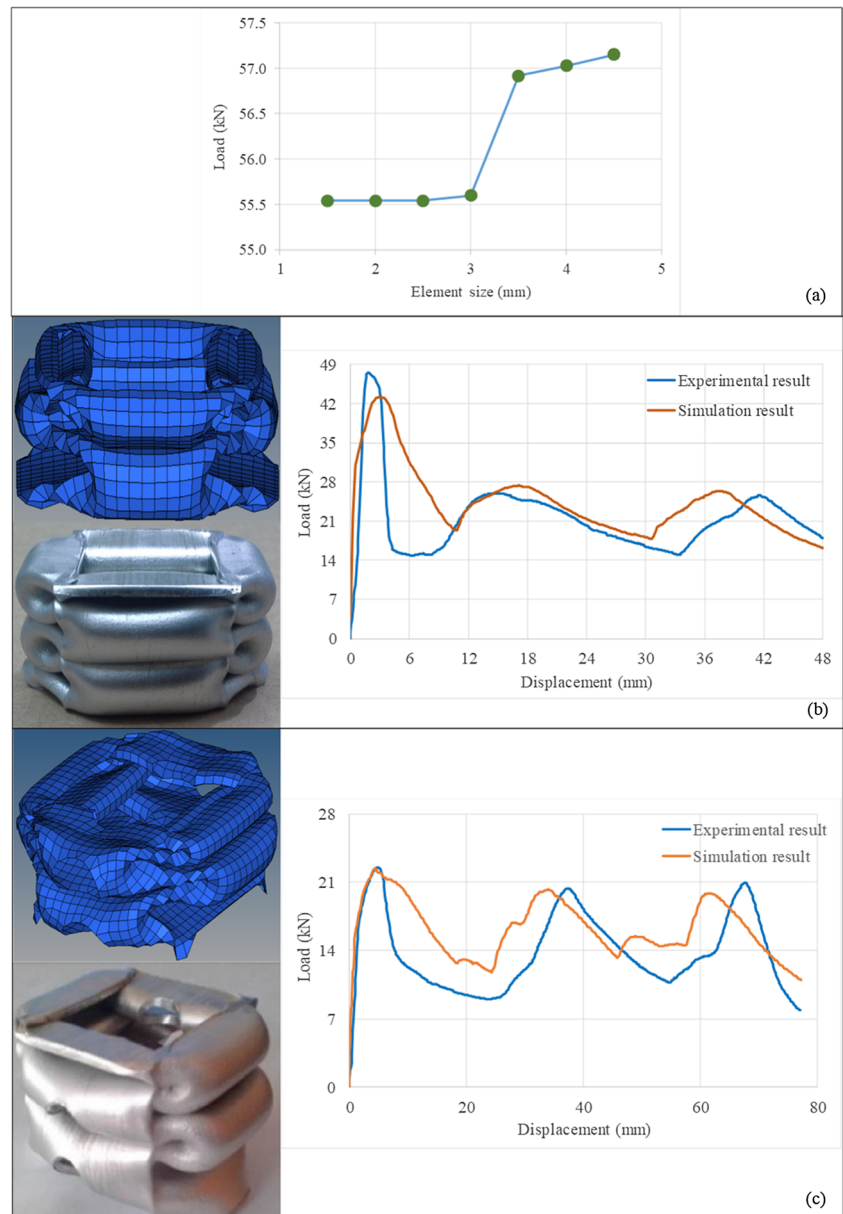 57.5
57.0
56.5
56.0
55.5
55.0
Load (kN)
1 2 3 4 5
Element size (mm)
(a)
49
42
35
28
21
14
7
0
Load (kN)
Experimental result
Simulation result
0 6 12 18 24 30 36 42 48
Displacement (mm)
(b)
28
21
14
7
0
Load (kN)
Experimental result
Simulation result
0 20 40 60 80
Displacement (mm)
(c)